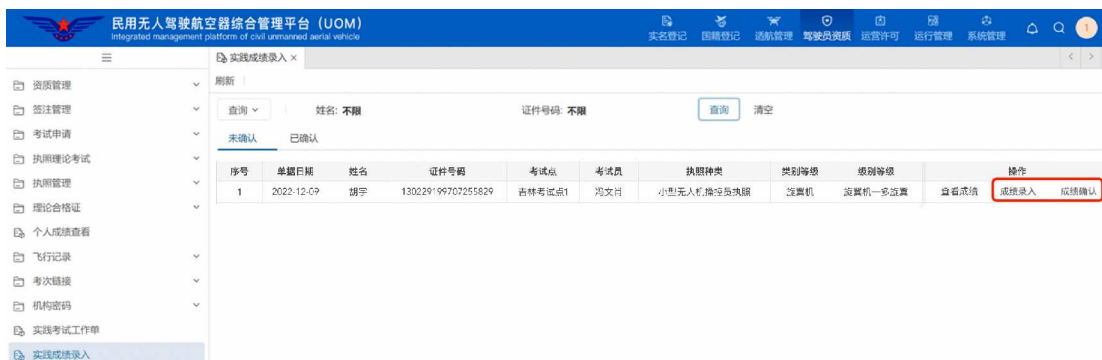 民用无人驾驶航空器综合管理平台（UOM）
Integrated management platform of civil unmanned aerial vehicle
实名登记 国籍登记 适航管理 驾驶员资质 运营许可 运行管理 系统管理 1
实践成绩录入 ×
刷新
资质管理
签注管理
考试申请
执照理论考试
执照管理
理论合格证
个人成绩查看
飞行记录
考次链接
机构密码
实践考试工作单
实践成绩录入
查询 姓名: 不限 证件号码: 不限 查询 清空
未确认 已确认
序号 单据日期 姓名 证件号码 考试点 考试员 执照种类 类别等级 级别等级 操作
1 2022-12-09 胡宇 130229199707255829 吉林考试点1 冯文肖 小型无人机操控员执照 旋翼机 旋翼机—多旋翼 查看成绩 成绩录入 成绩确认